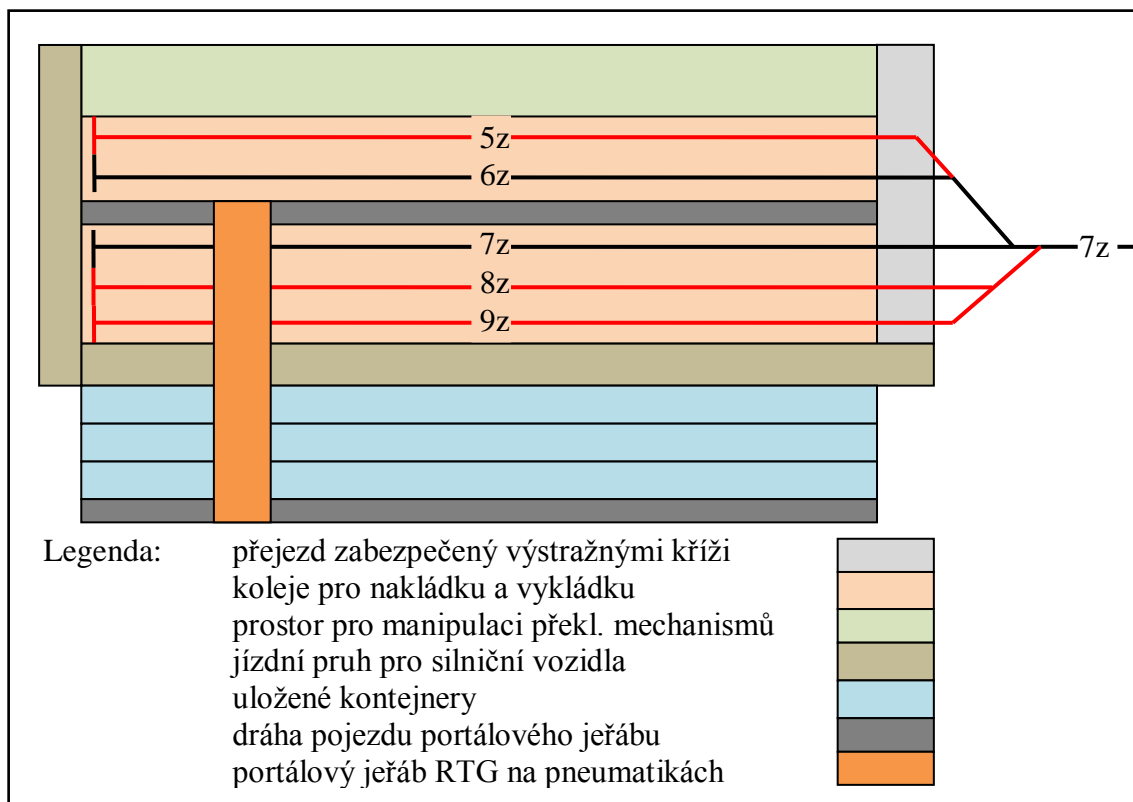 5z
6z
7z
7z
8z
9z
Legenda: přejezd zabezpečený výstražnými kříži
koleje pro nakládku a vykládku
prostor pro manipulaci překl. mechanismů
jízdní pruh pro silniční vozidla
uložené kontejnery
dráha pojezdu portálového jeřábu
portálový jeřáb RTG na pneumatikách